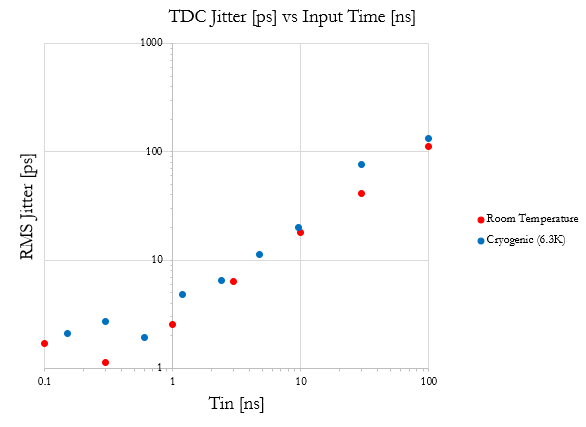 TDC Jitter [ps] vs Input Time [ns]
1000
100
10
1
RMS Jitter [ps]
0.1 1 10 100
Tin [ns]
Room Temperature
Cryogenic (6.3K)